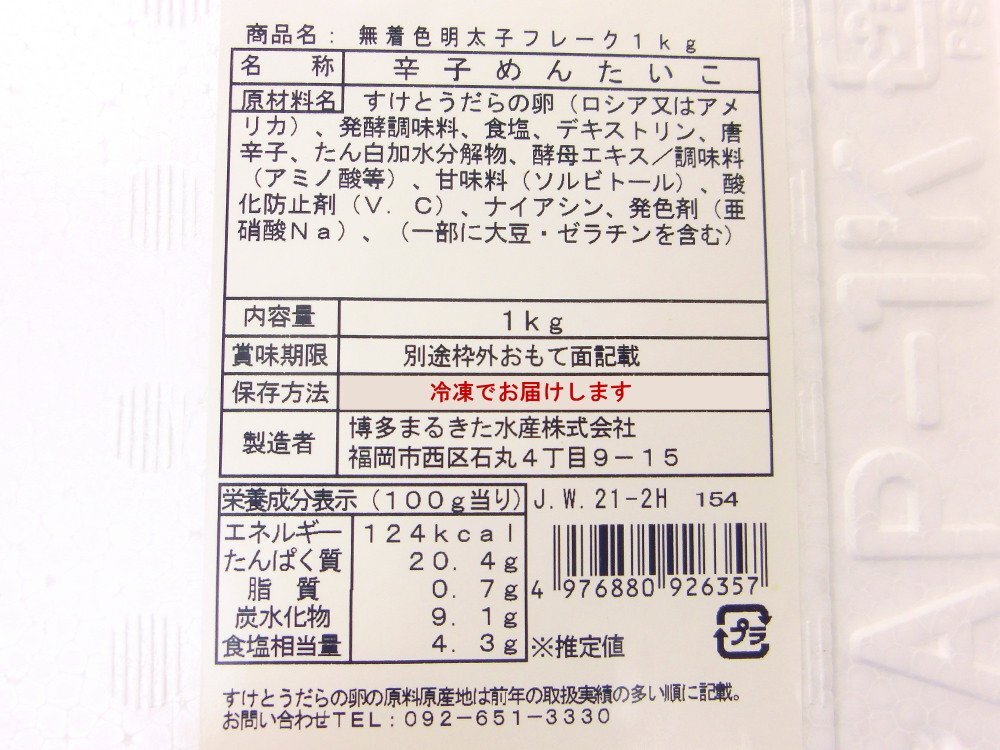 商品名：無着色明太子フレーク１ｋｇ
名称 辛子めんたいこ
原材料名 すけとうだらの卵（ロシア又はアメ
リカ）、発酵調味料、食塩、デキストリン、唐
辛子、たん白加水分解物、酵母エキス／調味料
（アミノ酸等）、甘味料（ソルビトール）、酸
化防止剤（Ｖ．Ｃ）、ナイアシン、発色剤（亜
硝酸Ｎａ）、（一部に大豆・ゼラチンを含む）
内容量 １ｋｇ
賞味期限 別途枠外おもて面記載
保存方法 冷凍でお届けします
製造者 博多まるきた水産株式会社
福岡市西区石丸４丁目９－１５
栄養成分表示（１００ｇ当り） J.W.21-2H 154
エネルギー １２４ｋｃａｌ
たんぱく質 ２０．４ｇ
脂質 ０．７ｇ
炭水化物 ９．１ｇ
食塩相当量 ４．３ｇ ※推定値
4 976880 926357
プラ
すけとうだらの卵の原料原産地は前年の取扱実績の多い順に記載。
お問い合わせＴＥＬ：０９２－６５１－３３３０